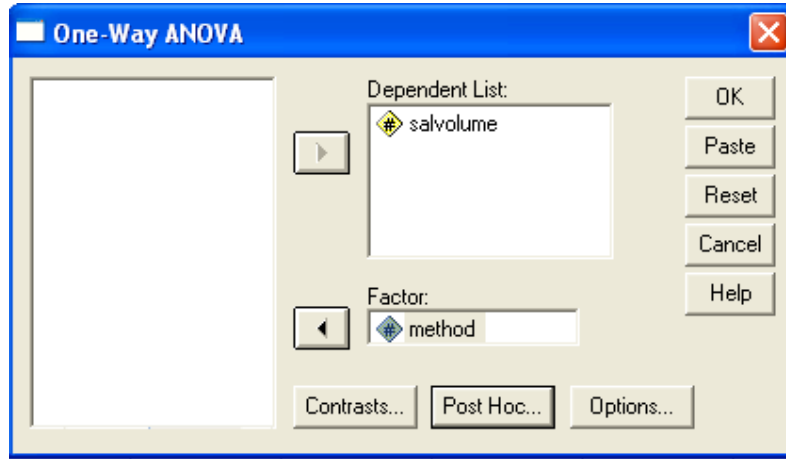 One-Way ANOVA
Dependent List:
# salvolume
Factor:
# method
OK
Paste
Reset
Cancel
Help
Contrasts...
Post Hoc...
Options...